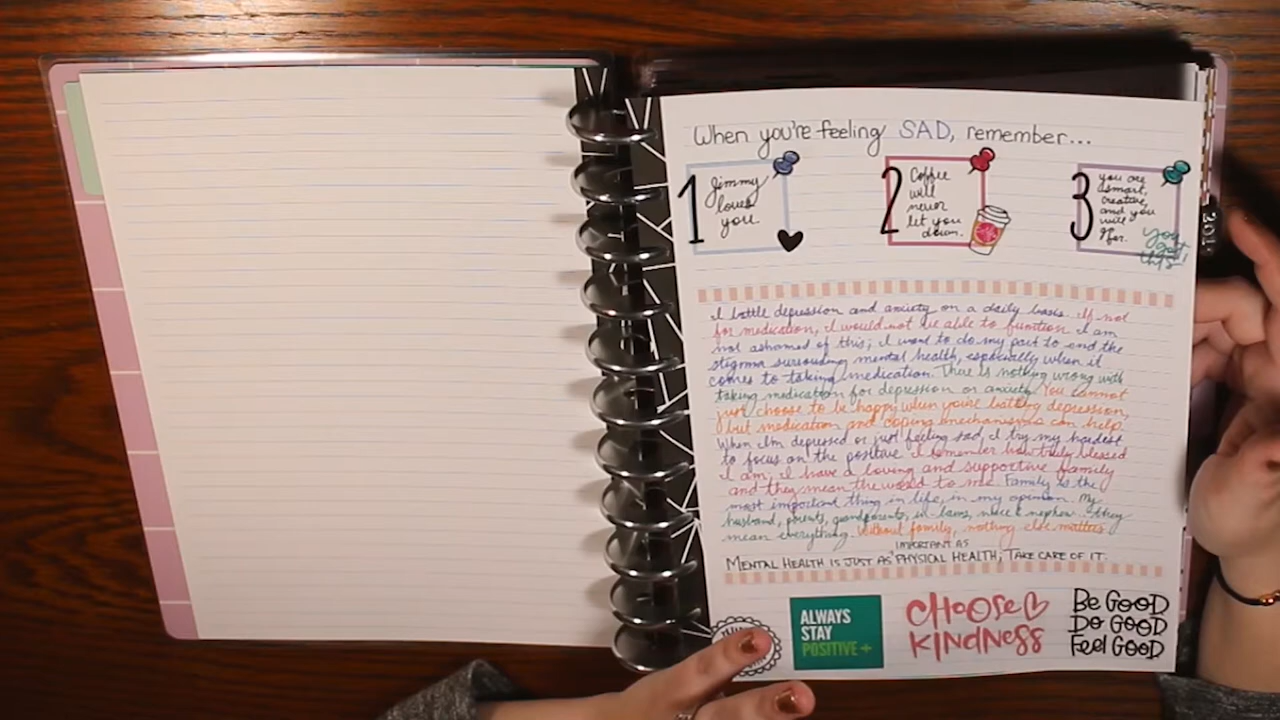 When you're feeling SAD, remember...
1
Jimmy
loves
you.
2
Coffee
will
never
let you
down.
3
you are
smart,
creative,
and you
will
you
got
this!
I battle depression and anxiety on a daily basis. If not
for medication, I would not be able to function. I am
not ashamed of this; I want to do my part to end the
stigma surrouding mental health, especially when it
comes to taking medication. There is nothing wrong with
taking medication for depression or anxiety. You cannot
just choose to be happy when you're battling depression,
but medication and coping mechanisms can help.
When I'm depressed or just feeling sad, I try my hardest
to focus on the positive. I remember how truly blessed
I am. I have a loving and supportive family
and they mean the world to me. Family is the
most important thing in life, in my opinion. My
husband, parents, grandparents, in laws, niece & nephew... they
mean everything. Without family, nothing else matters.
IMPORTANT AS
MENTAL HEALTH IS JUST AS ^ PHYSICAL HEALTH; TAKE CARE OF IT.
ALWAYS
STAY
POSITIVE +
CHOOSE
KINDNESS
Be GOOD
DO GOOD
Feel GOOD